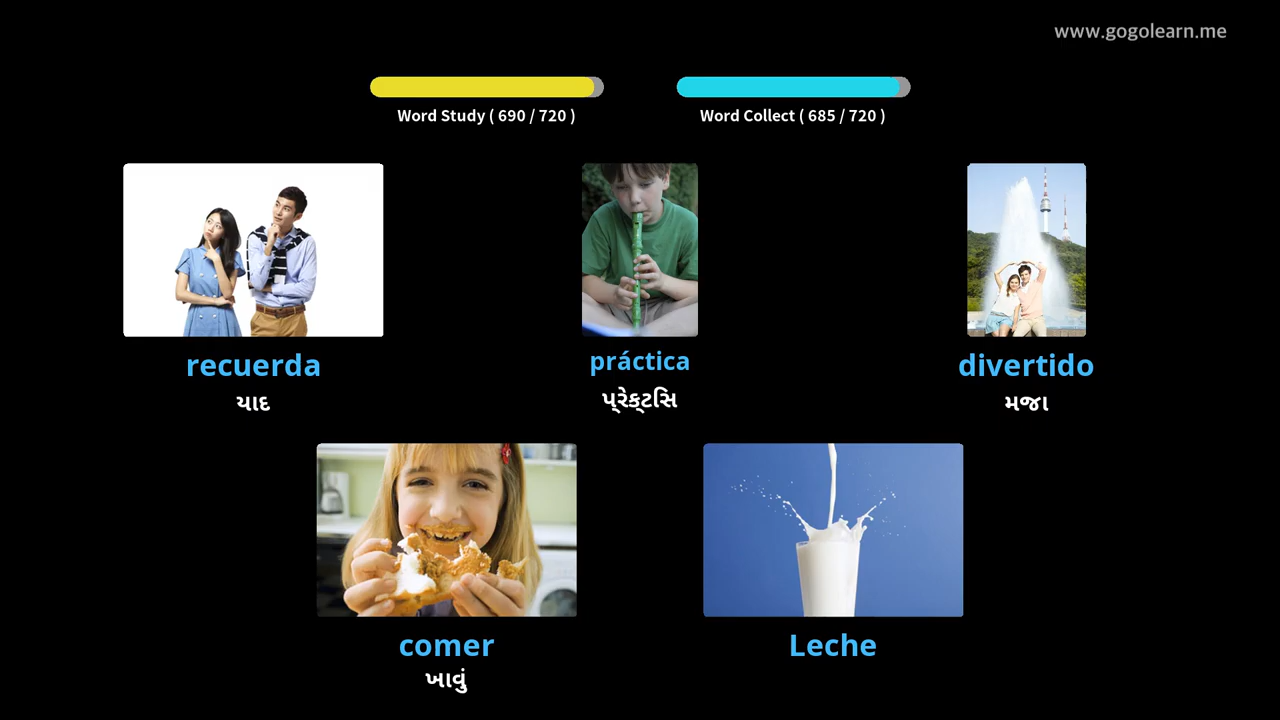 www.gogolearn.me
Word Study ( 690 / 720 )
Word Collect ( 685 / 720 )
recuerda
યાદ
práctica
પ્રેક્ટિસ
divertido
મજા
comer
ખાવું
Leche